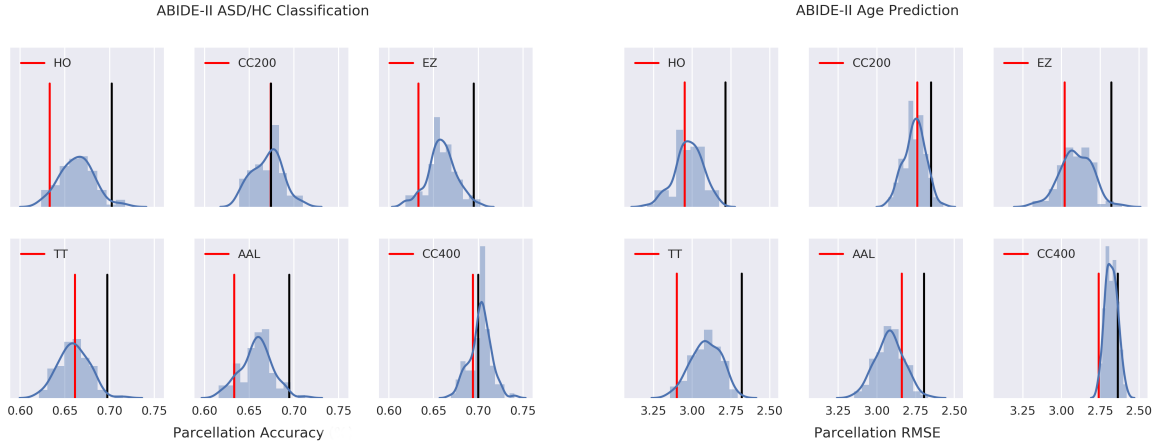 ABIDE-II ASD/HC Classification
HO
CC200
EZ
TT
AAL
CC400
0.60 0.65 0.70 0.75
0.60 0.65 0.70 0.75
0.60 0.65 0.70 0.75
Parcellation Accuracy
ABIDE-II Age Prediction
HO
CC200
EZ
TT
AAL
CC400
3.25 3.00 2.75 2.50
3.25 3.00 2.75 2.50
3.25 3.00 2.75 2.50
Parcellation RMSE